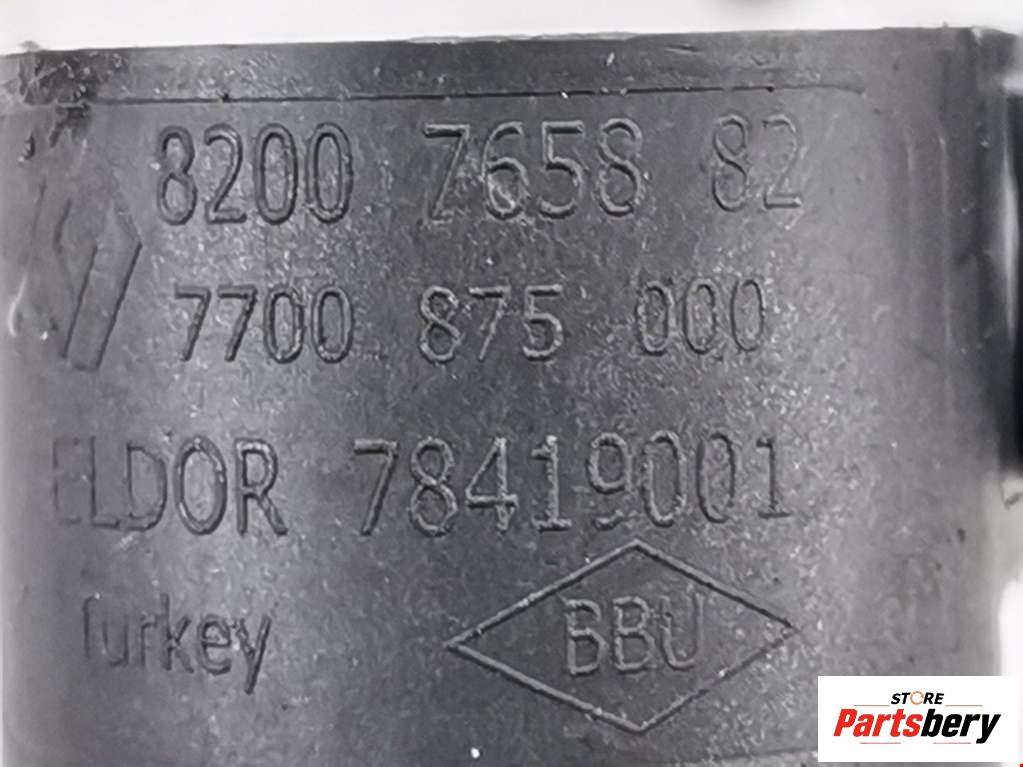 8200 7658 82
7700 875 000
ELDOR 78419001
Turkey
BBU
STORE
Partsbery